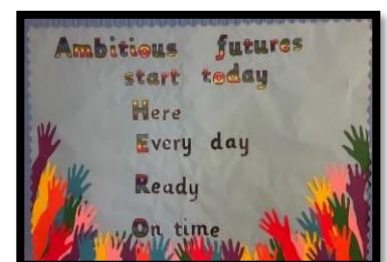 Ambitious futures
start today
Here
Every day
Ready
On time